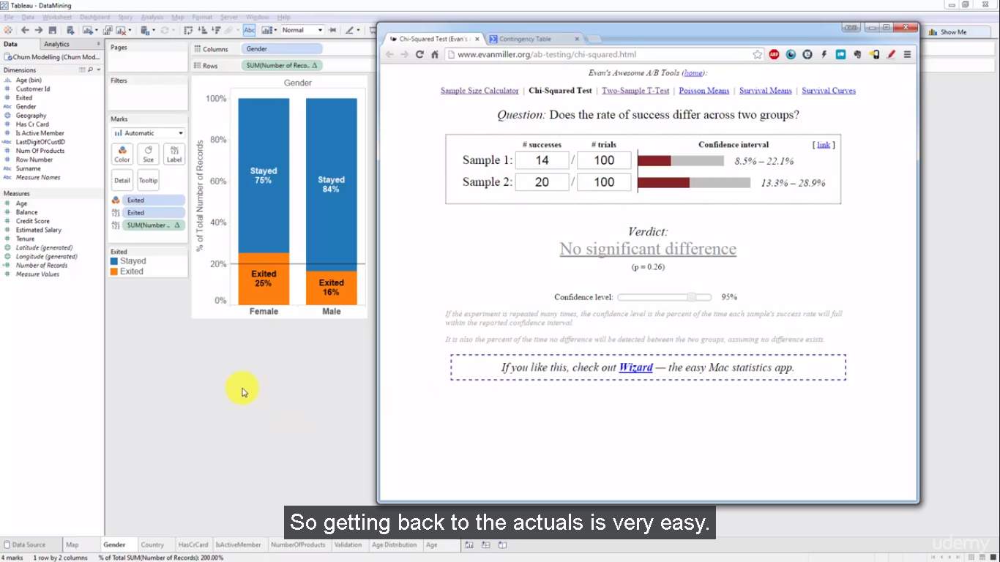 Tableau - DataMining
File Data Worksheet Dashboard Story Analysis Map Format Server Window Help
Abc Normal Show Me
Data Analytics
Churn Modelling (Churn Mod...
Dimensions
Age (bin)
Customer Id
Exited
Gender
Geography
Has Cr Card
Is Active Member
LastDigitOfCustID
Num Of Products
Row Number
Surname
Measure Names
Measures
Age
Balance
Credit Score
Estimated Salary
Tenure
Latitude (generated)
Longitude (generated)
Number of Records
Measure Values
Pages
Filters
Marks
Automatic
Color Size Label
Detail Tooltip
Exited
Exited
SUM(Number ..
Exited
Stayed
Exited
Columns Gender
Rows SUM(Number of Reco..
Gender
% of Total Number of Records
100%
80%
60%
40%
20%
0%
Stayed
75%
Stayed
84%
Exited
25%
Exited
16%
Female Male
Chi-Squared Test (Evan's Contingency Table
www.evanmiller.org/ab-testing/chi-squared.html
Evan's Awesome A/B Tools (home):
Sample Size Calculator | Chi-Squared Test | Two-Sample T-Test | Poisson Means | Survival Means | Survival Curves
Question: Does the rate of success differ across two groups?
# successes # trials Confidence interval [ link ]
Sample 1: 14 / 100 8.5% – 22.1%
Sample 2: 20 / 100 13.3% – 28.9%
Verdict:
No significant difference
(p = 0.26)
Confidence level: 95%
If the experiment is repeated many times, the confidence level is the percent of the time each sample's success rate will fall
within the reported confidence interval.
It is also the percent of the time no difference will be detected between the two groups, assuming no difference exists.
If you like this, check out Wizard — the easy Mac statistics app.
So getting back to the actuals is very easy.
Data Source Map Gender Country HasCrCard IsActiveMember NumberOfProducts Validation Age Distribution Age
udemy
4 marks 1 row by 2 columns % of Total SUM(Number of Records): 200.00%